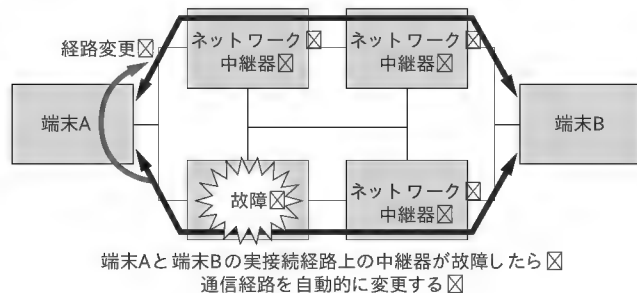 ネットワーク
中継器
ネットワーク
中継器
経路変更
端末A
端末B
故障
ネットワーク
中継器
端末Aと端末Bの実接続経路上の中継器が故障したら
通信経路を自動的に変更する